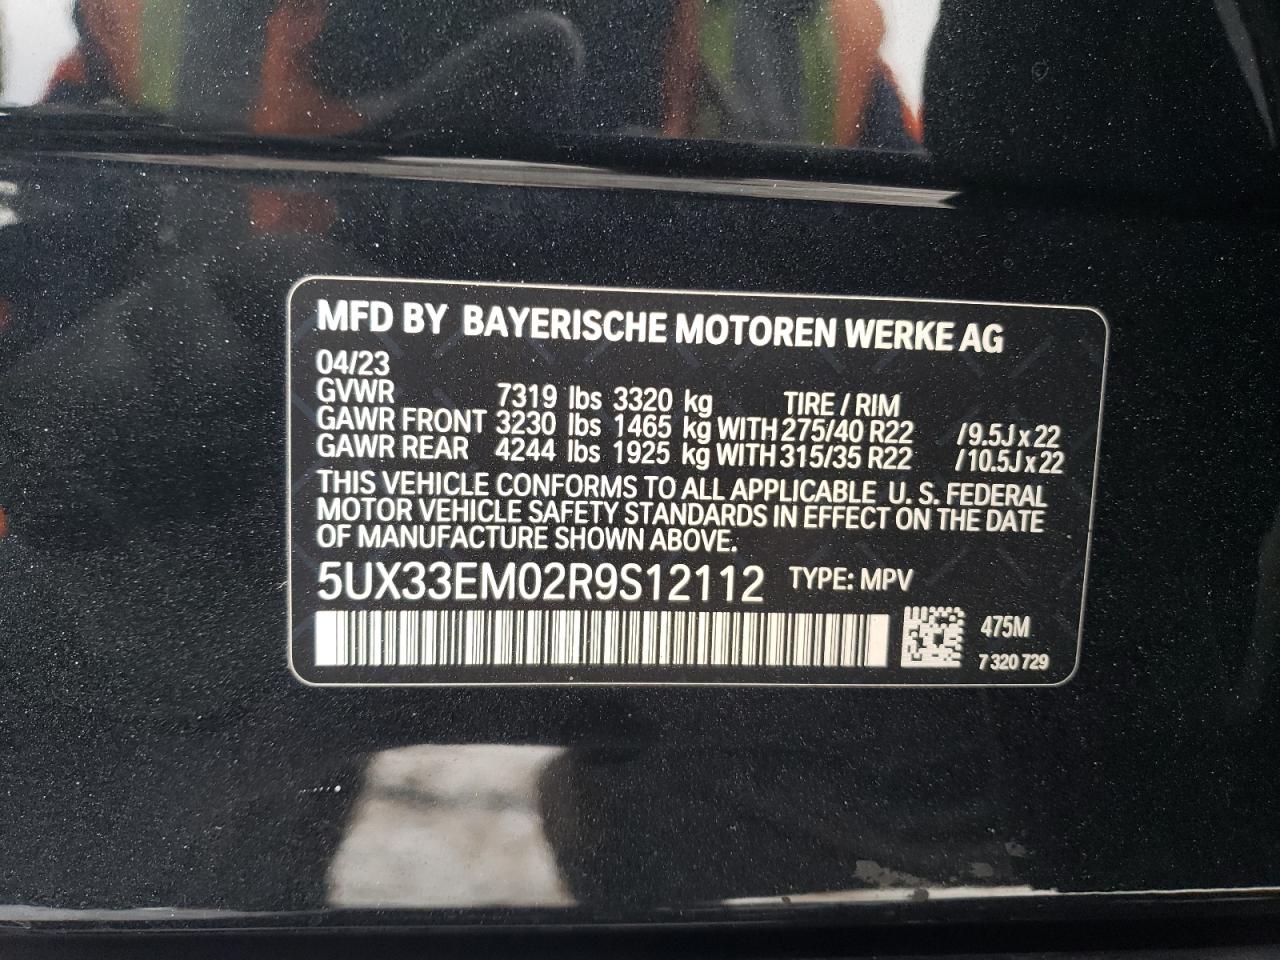 MFD BY BAYERISCHE MOTOREN WERKE AG
04/23
GVWR 7319 lbs 3320 kg TIRE / RIM
GAWR FRONT 3230 lbs 1465 kg WITH 275/40 R22 /9.5J x 22
GAWR REAR 4244 lbs 1925 kg WITH 315/35 R22 /10.5J x 22
THIS VEHICLE CONFORMS TO ALL APPLICABLE U. S. FEDERAL
MOTOR VEHICLE SAFETY STANDARDS IN EFFECT ON THE DATE
OF MANUFACTURE SHOWN ABOVE.
5UX33EM02R9S12112 TYPE: MPV
475M
7 320 729